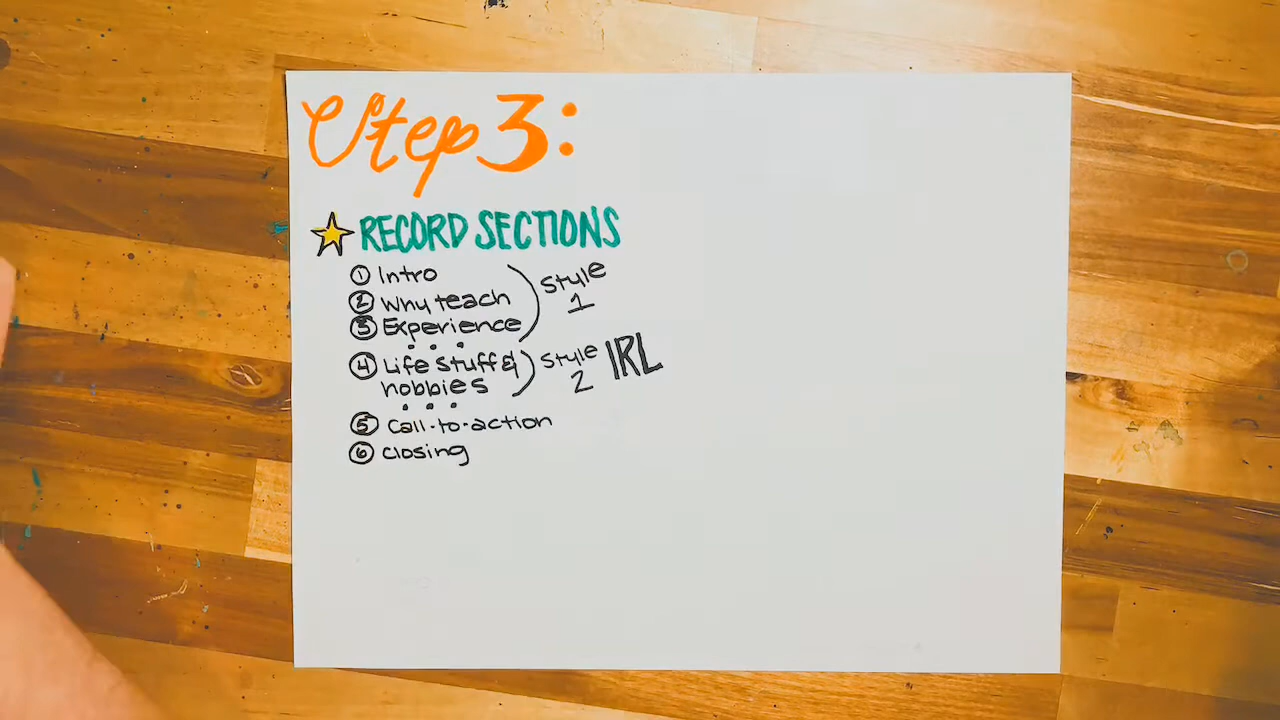 Step 3:
RECORD SECTIONS
① Intro
② Why teach
③ Experience
Style
1
④ Life stuff &
hobbies
Style
2
IRL
⑤ Call-to-action
⑥ Closing